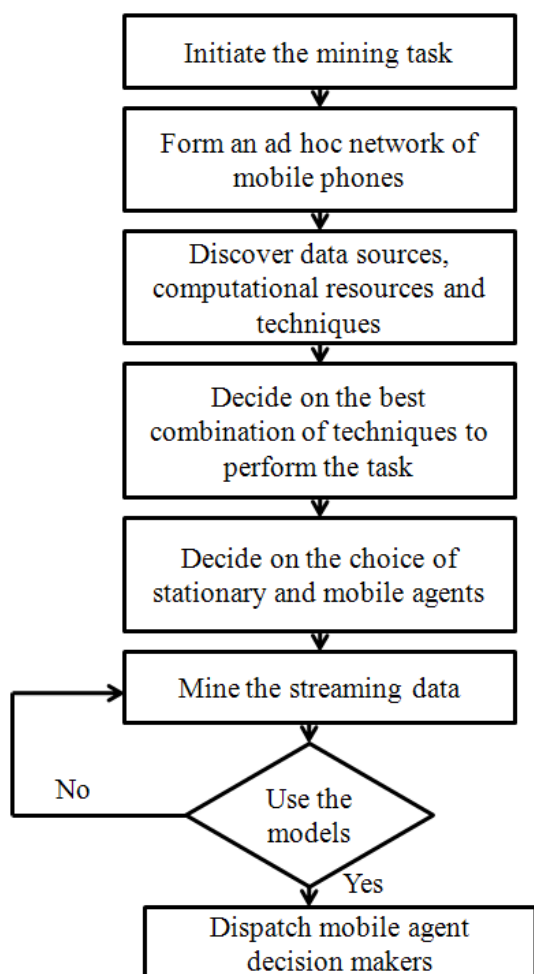 Initiate the mining task
Form an ad hoc network of
mobile phones
Discover data sources,
computational resources and
techniques
Decide on the best
combination of techniques to
perform the task
Decide on the choice of
stationary and mobile agents
Mine the streaming data
No
Use the
models
Yes
Dispatch mobile agent
decision makers